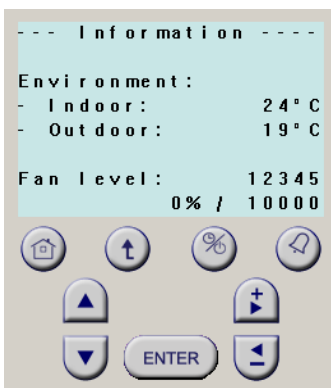 --- Information ----
Environment:
- Indoor: 24°C
- Outdoor: 19°C
Fan level: 12345
0% / 10000
ENTER